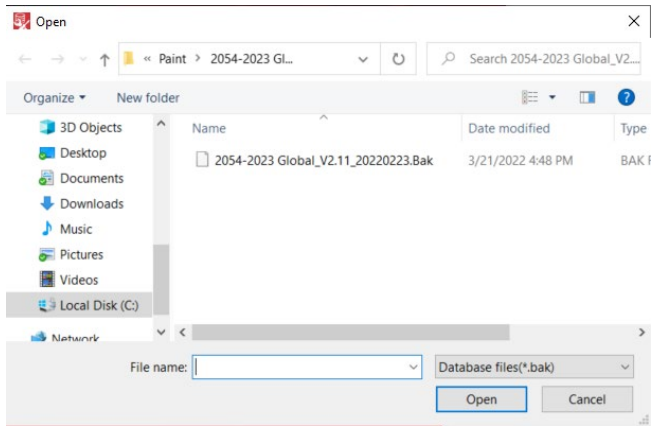 Open
« Paint > 2054-2023 Gl...
Search 2054-2023 Global_V2....
Organize
New folder
3D Objects
Desktop
Documents
Downloads
Music
Pictures
Videos
Local Disk (C:)
Network
Name
Date modified
Type
2054-2023 Global_V2.11_20220223.Bak
3/21/2022 4:48 PM
BAK F
File name:
Database files(*.bak)
Open
Cancel